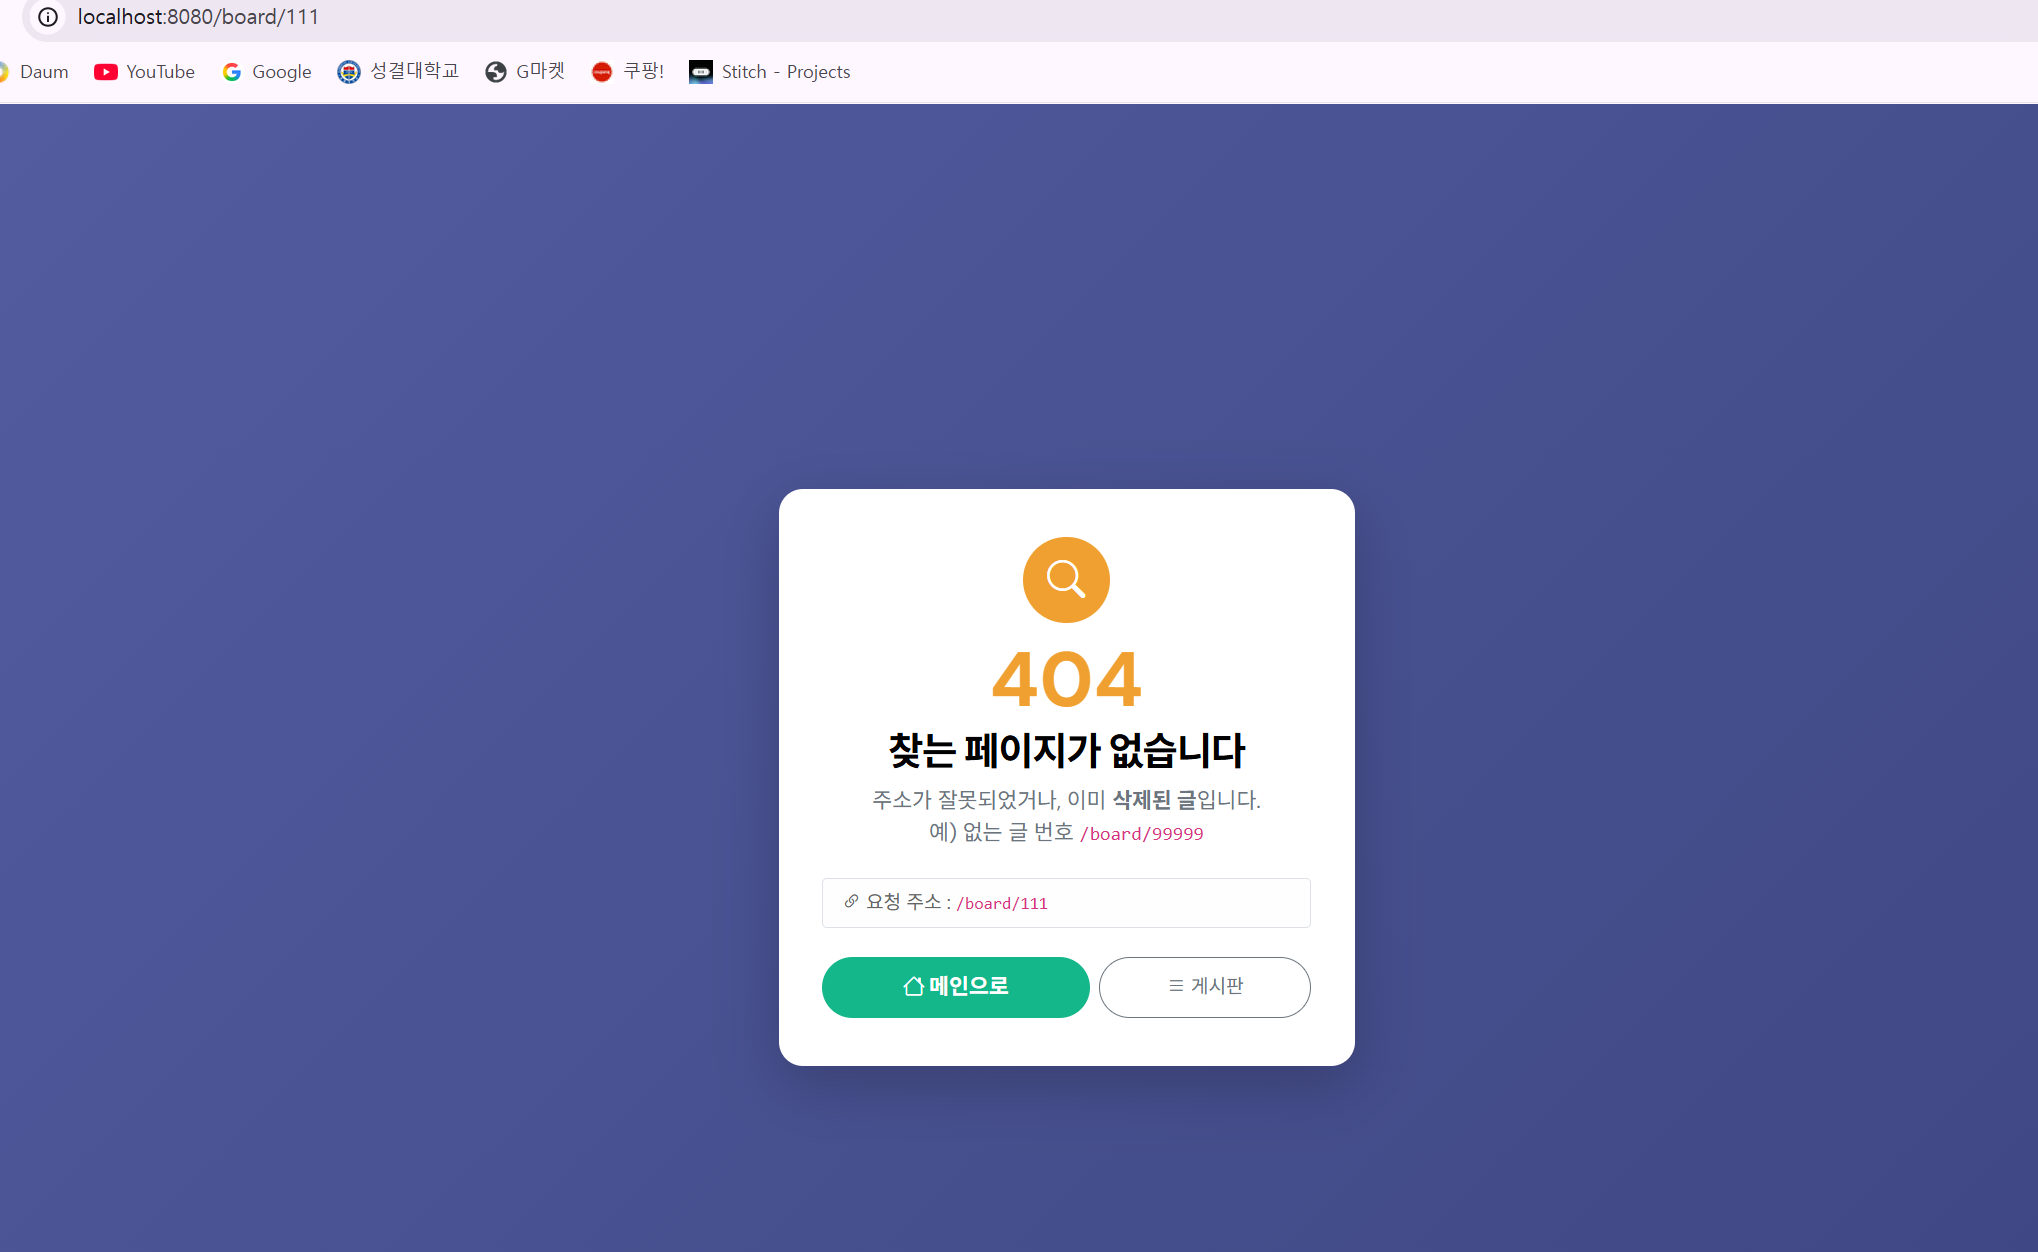 localhost:8080/board/111
Daum YouTube Google 성결대학교 G마켓 쿠팡! Stitch - Projects
404
찾는 페이지가 없습니다
주소가 잘못되었거나, 이미 삭제된 글입니다.
예) 없는 글 번호 /board/99999
요청 주소 : /board/111
메인으로 게시판